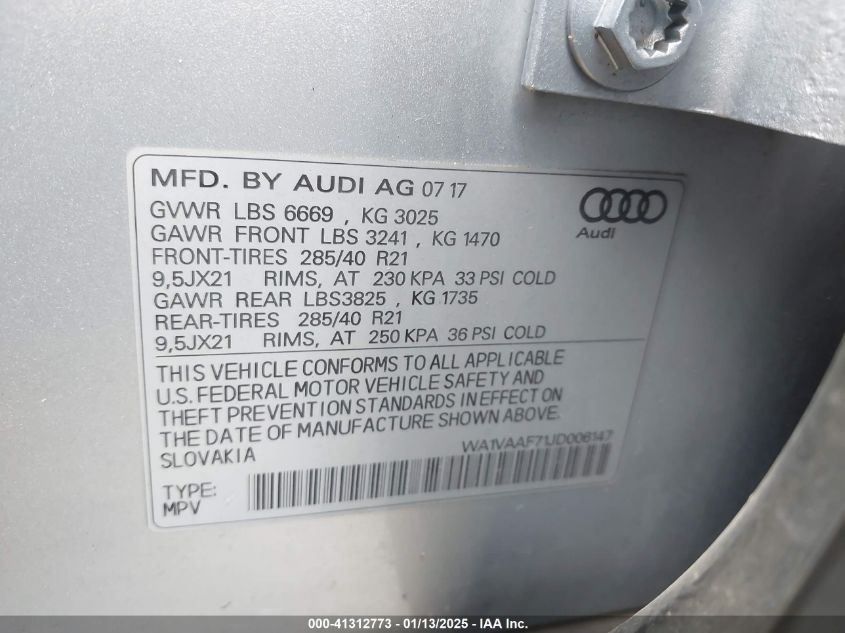 MFD. BY AUDI AG 07 17
GVWR LBS 6669 , KG 3025
GAWR FRONT LBS 3241 , KG 1470
FRONT-TIRES 285/40 R21
9,5JX21 RIMS, AT 230 KPA 33 PSI COLD
GAWR REAR LBS3825 , KG 1735
REAR-TIRES 285/40 R21
9,5JX21 RIMS, AT 250 KPA 36 PSI COLD
Audi
THIS VEHICLE CONFORMS TO ALL APPLICABLE
U.S. FEDERAL MOTOR VEHICLE SAFETY AND
THEFT PREVENTION STANDARDS IN EFFECT ON
THE DATE OF MANUFACTURE SHOWN ABOVE.
SLOVAKIA
WA1VAAF71JD006147
TYPE:
MPV
000-41312773 - 01/13/2025 - www.iaai.com